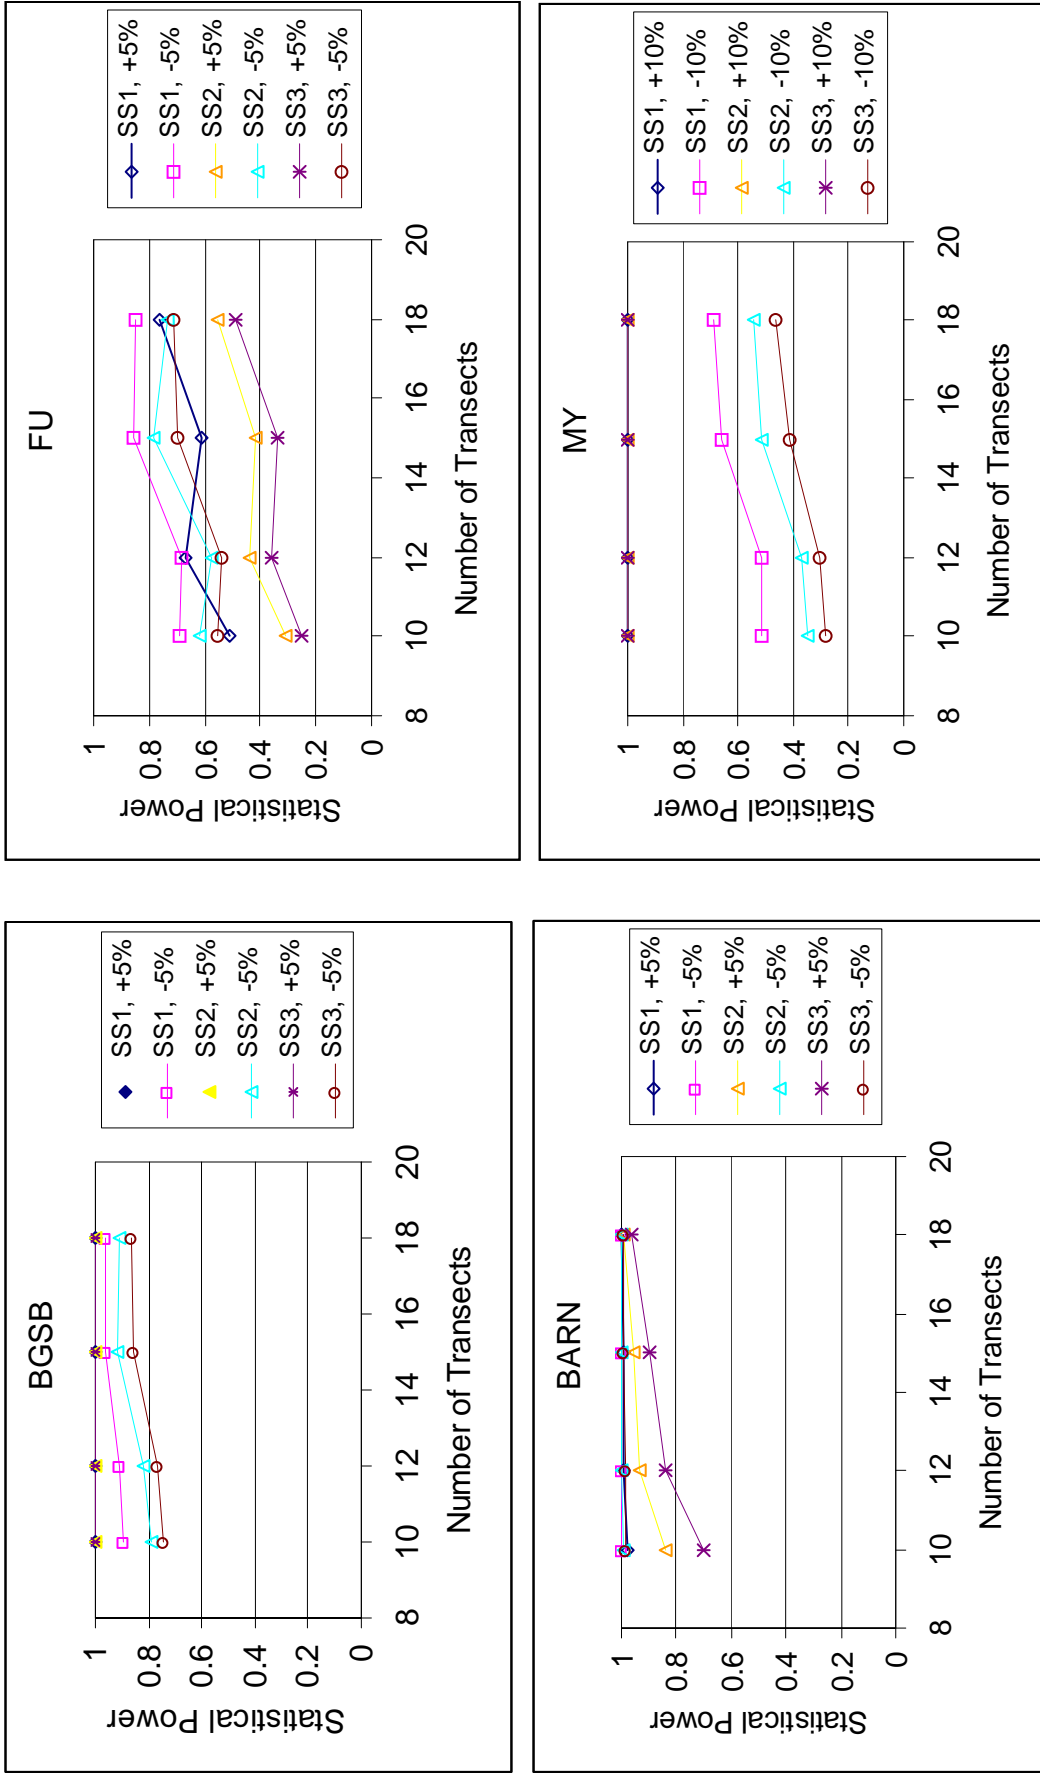 BGSB
Statistical Power
1
0.8
0.6
0.4
0.2
0
8
10
12
14
16
18
20
Number of Transects
SS1, +5%
SS1, -5%
SS2, +5%
SS2, -5%
SS3, +5%
SS3, -5%
FU
Statistical Power
1
0.8
0.6
0.4
0.2
0
8
10
12
14
16
18
20
Number of Transects
SS1, +5%
SS1, -5%
SS2, +5%
SS2, -5%
SS3, +5%
SS3, -5%
BARN
Statistical Power
1
0.8
0.6
0.4
0.2
0
8
10
12
14
16
18
20
Number of Transects
SS1, +5%
SS1, -5%
SS2, +5%
SS2, -5%
SS3, +5%
SS3, -5%
MY
Statistical Power
1
0.8
0.6
0.4
0.2
0
8
10
12
14
16
18
20
Number of Transects
SS1, +10%
SS1, -10%
SS2, +10%
SS2, -10%
SS3, +10%
SS3, -10%